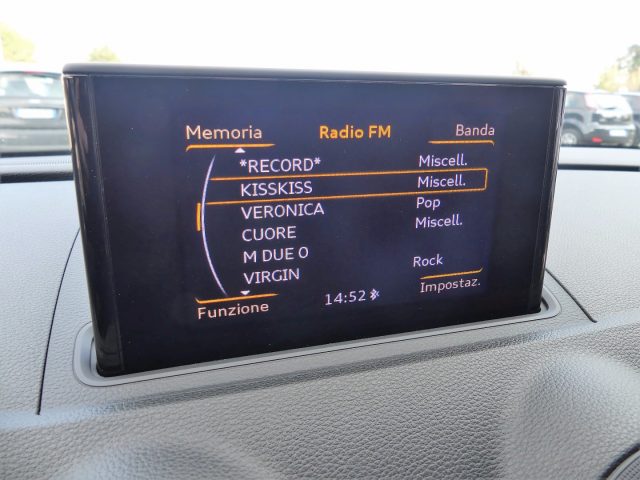 Memoria Radio FM Banda
*RECORD* Miscell.
KISSKISS Miscell.
VERONICA Pop
CUORE Miscell.
M DUE O
VIRGIN Rock
Funzione 14:52 Impostaz.